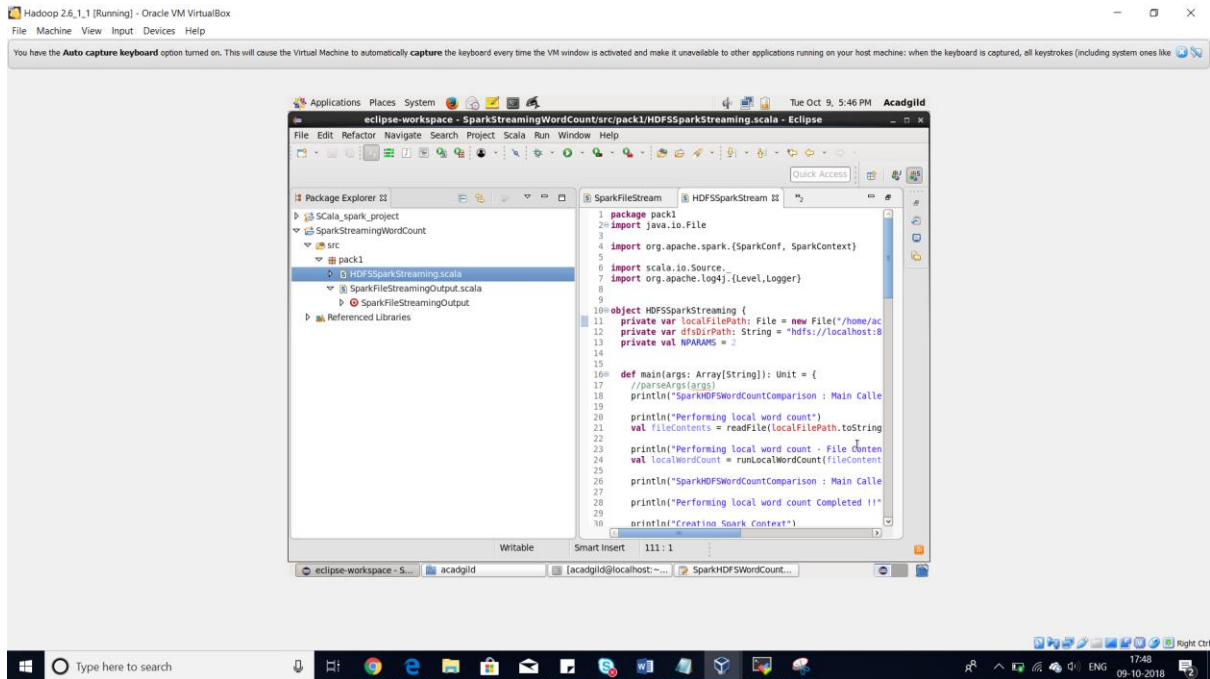 Hadoop 2.6_1_1 [Running] - Oracle VM VirtualBox
File Machine View Input Devices Help
You have the Auto capture keyboard option turned on. This will cause the Virtual Machine to automatically capture the keyboard every time the VM window is activated and make it unavailable to other applications running on your host machine: when the keyboard is captured, all keystrokes (including system ones like
Applications Places System Tue Oct 9, 5:46 PM Acadgild
eclipse-workspace - SparkStreamingWordCount/src/pack1/HDFSSparkStreaming.scala - Eclipse
File Edit Refactor Navigate Search Project Scala Run Window Help
Quick Access
Package Explorer
SCala_spark_project
SparkStreamingWordCount
src
pack1
HDFSSparkStreaming.scala
SparkFileStreamingOutput.scala
SparkFileStreamingOutput
Referenced Libraries
SparkFileStream HDFSSparkStream
1 package pack1
2 import java.io.File
3
4 import org.apache.spark.{SparkConf, SparkContext}
5
6 import scala.io.Source._
7 import org.apache.log4j.{Level,Logger}
8
9
10 object HDFSSparkStreaming {
11 private var localFilePath: File = new File("/home/ac
12 private var dfsDirPath: String = "hdfs://localhost:8
13 private val NPARAMS = 2
14
15
16 def main(args: Array[String]): Unit = {
17 //parseArgs(args)
18 println("SparkHDFSWordCountComparison : Main Calle
19
20 println("Performing local word count")
21 val fileContents = readFile(localFilePath.toString
22
23 println("Performing local word count - File Conten
24 val localWordCount = runLocalWordCount(fileContent
25
26 println("SparkHDFSWordCountComparison : Main Calle
27
28 println("Performing local word count Completed !!"
29
30 println("Creating Spark Context")
Writable Smart Insert 111 : 1
eclipse-workspace - S... acadgild [acadgild@localhost:~... SparkHDFSWordCount...
Right Ctrl
Type here to search
ENG
17:48
09-10-2018